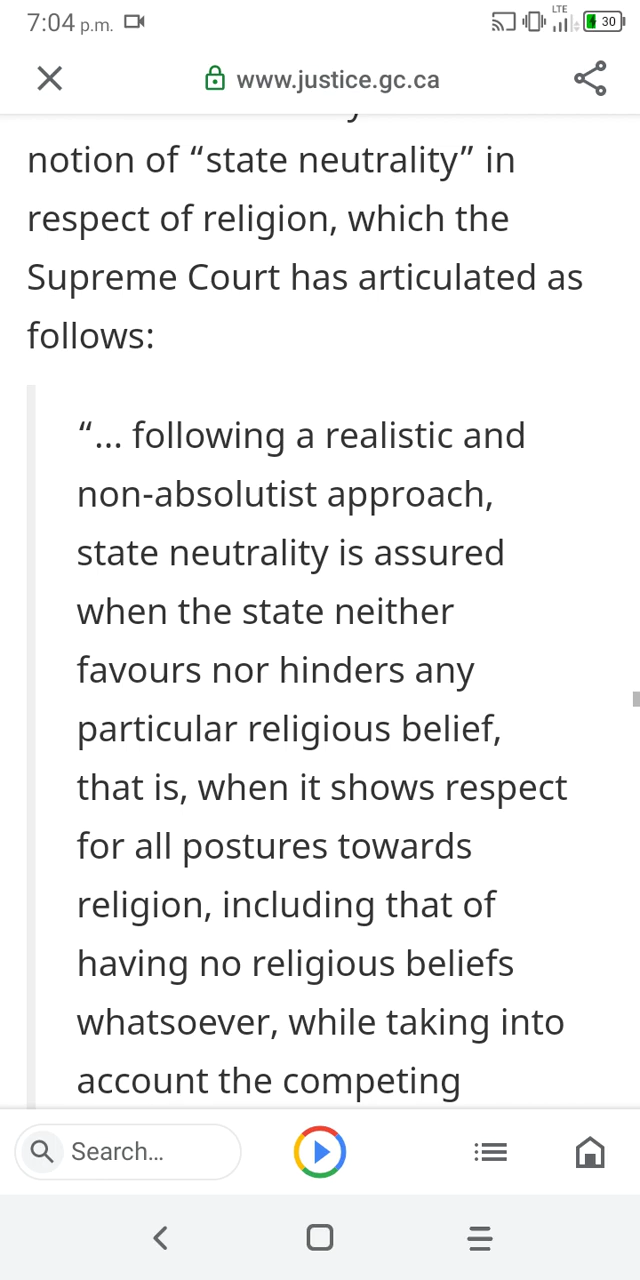 7:04 p.m.
LTE
30
www.justice.gc.ca
notion of “state neutrality” in
respect of religion, which the
Supreme Court has articulated as
follows:
“... following a realistic and
non-absolutist approach,
state neutrality is assured
when the state neither
favours nor hinders any
particular religious belief,
that is, when it shows respect
for all postures towards
religion, including that of
having no religious beliefs
whatsoever, while taking into
account the competing
Search...